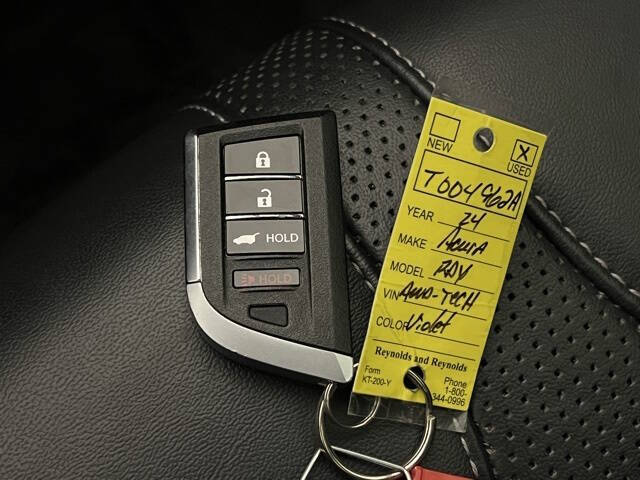 HOLD
HOLD
NEW
X
USED
T004962A
YEAR 24
MAKE Acura
MODEL RDX
VIN AWD-TECH
COLOR Violet
Reynolds and Reynolds
Form
KT-200-Y
Phone
1-800-
344-0996